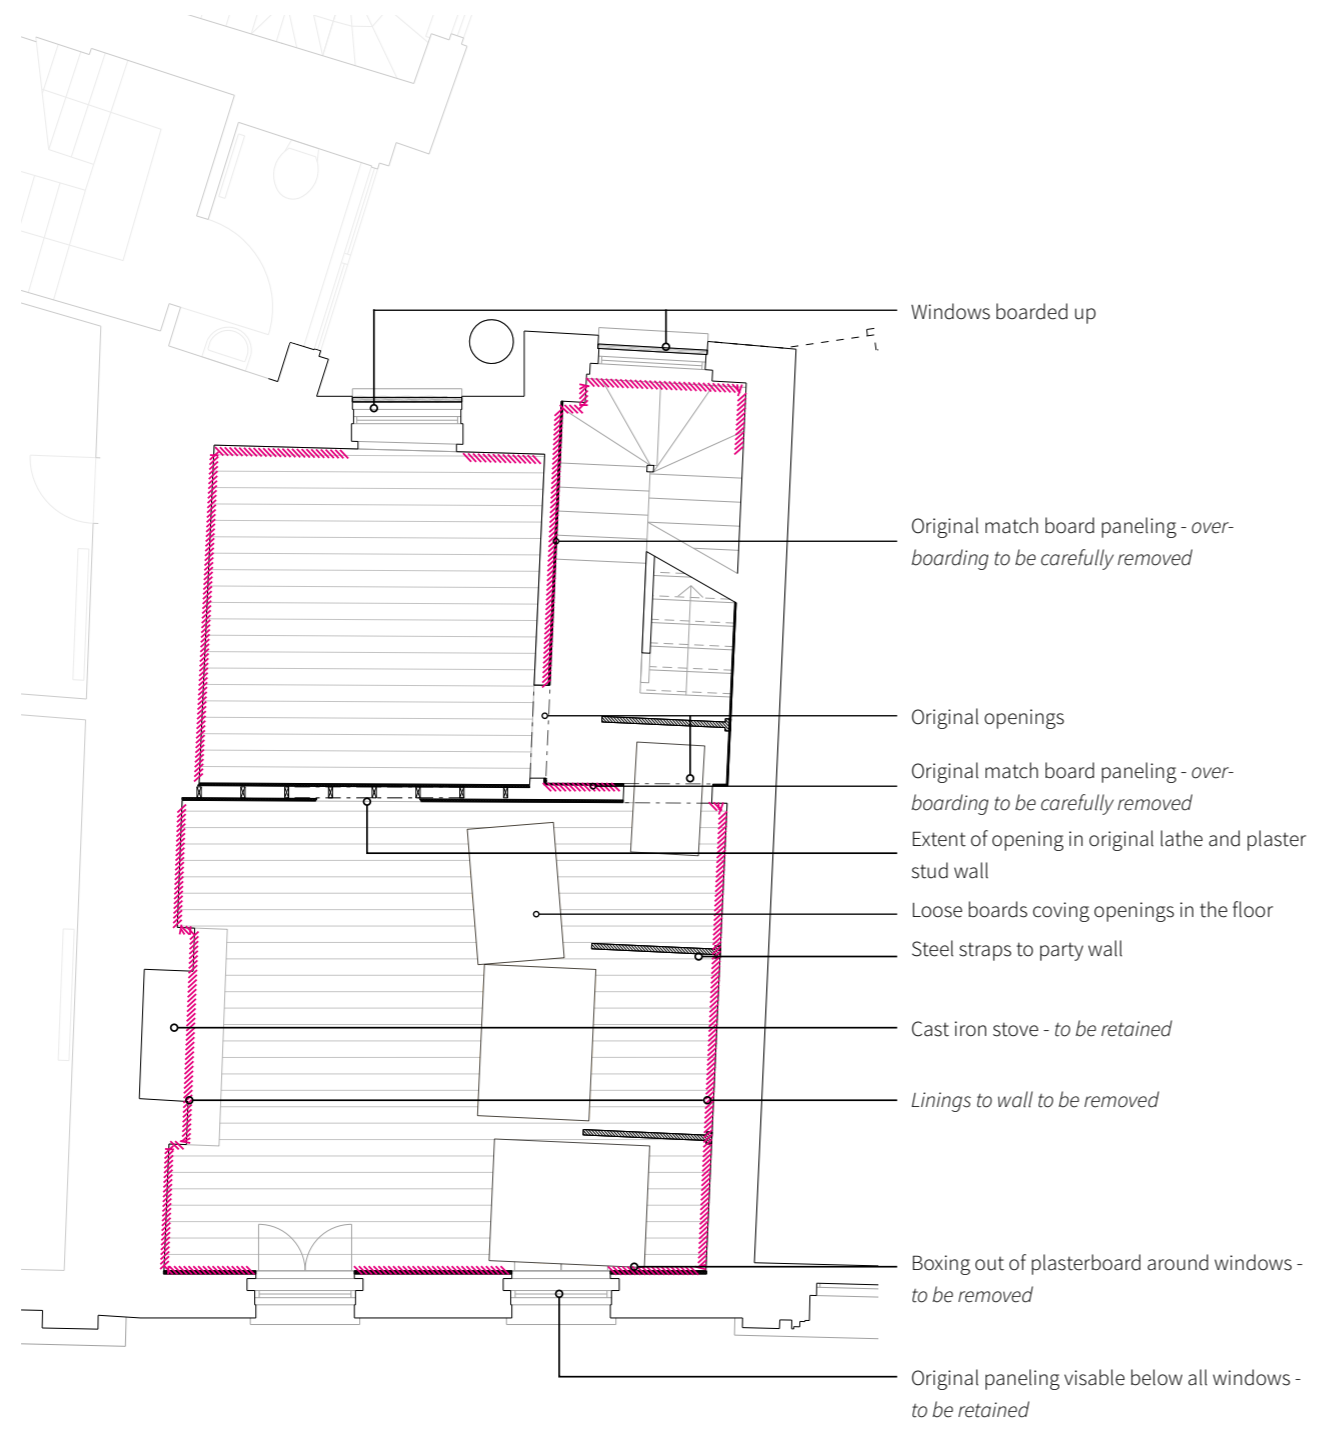 Windows boarded up
Original match board paneling - over-
boarding to be carefully removed
Original openings
Original match board paneling - over-
boarding to be carefully removed
Extent of opening in original lathe and plaster
stud wall
Loose boards coving openings in the floor
Steel straps to party wall
Cast iron stove - to be retained
Linings to wall to be removed
Boxing out of plasterboard around windows -
to be removed
Original paneling visable below all windows -
to be retained